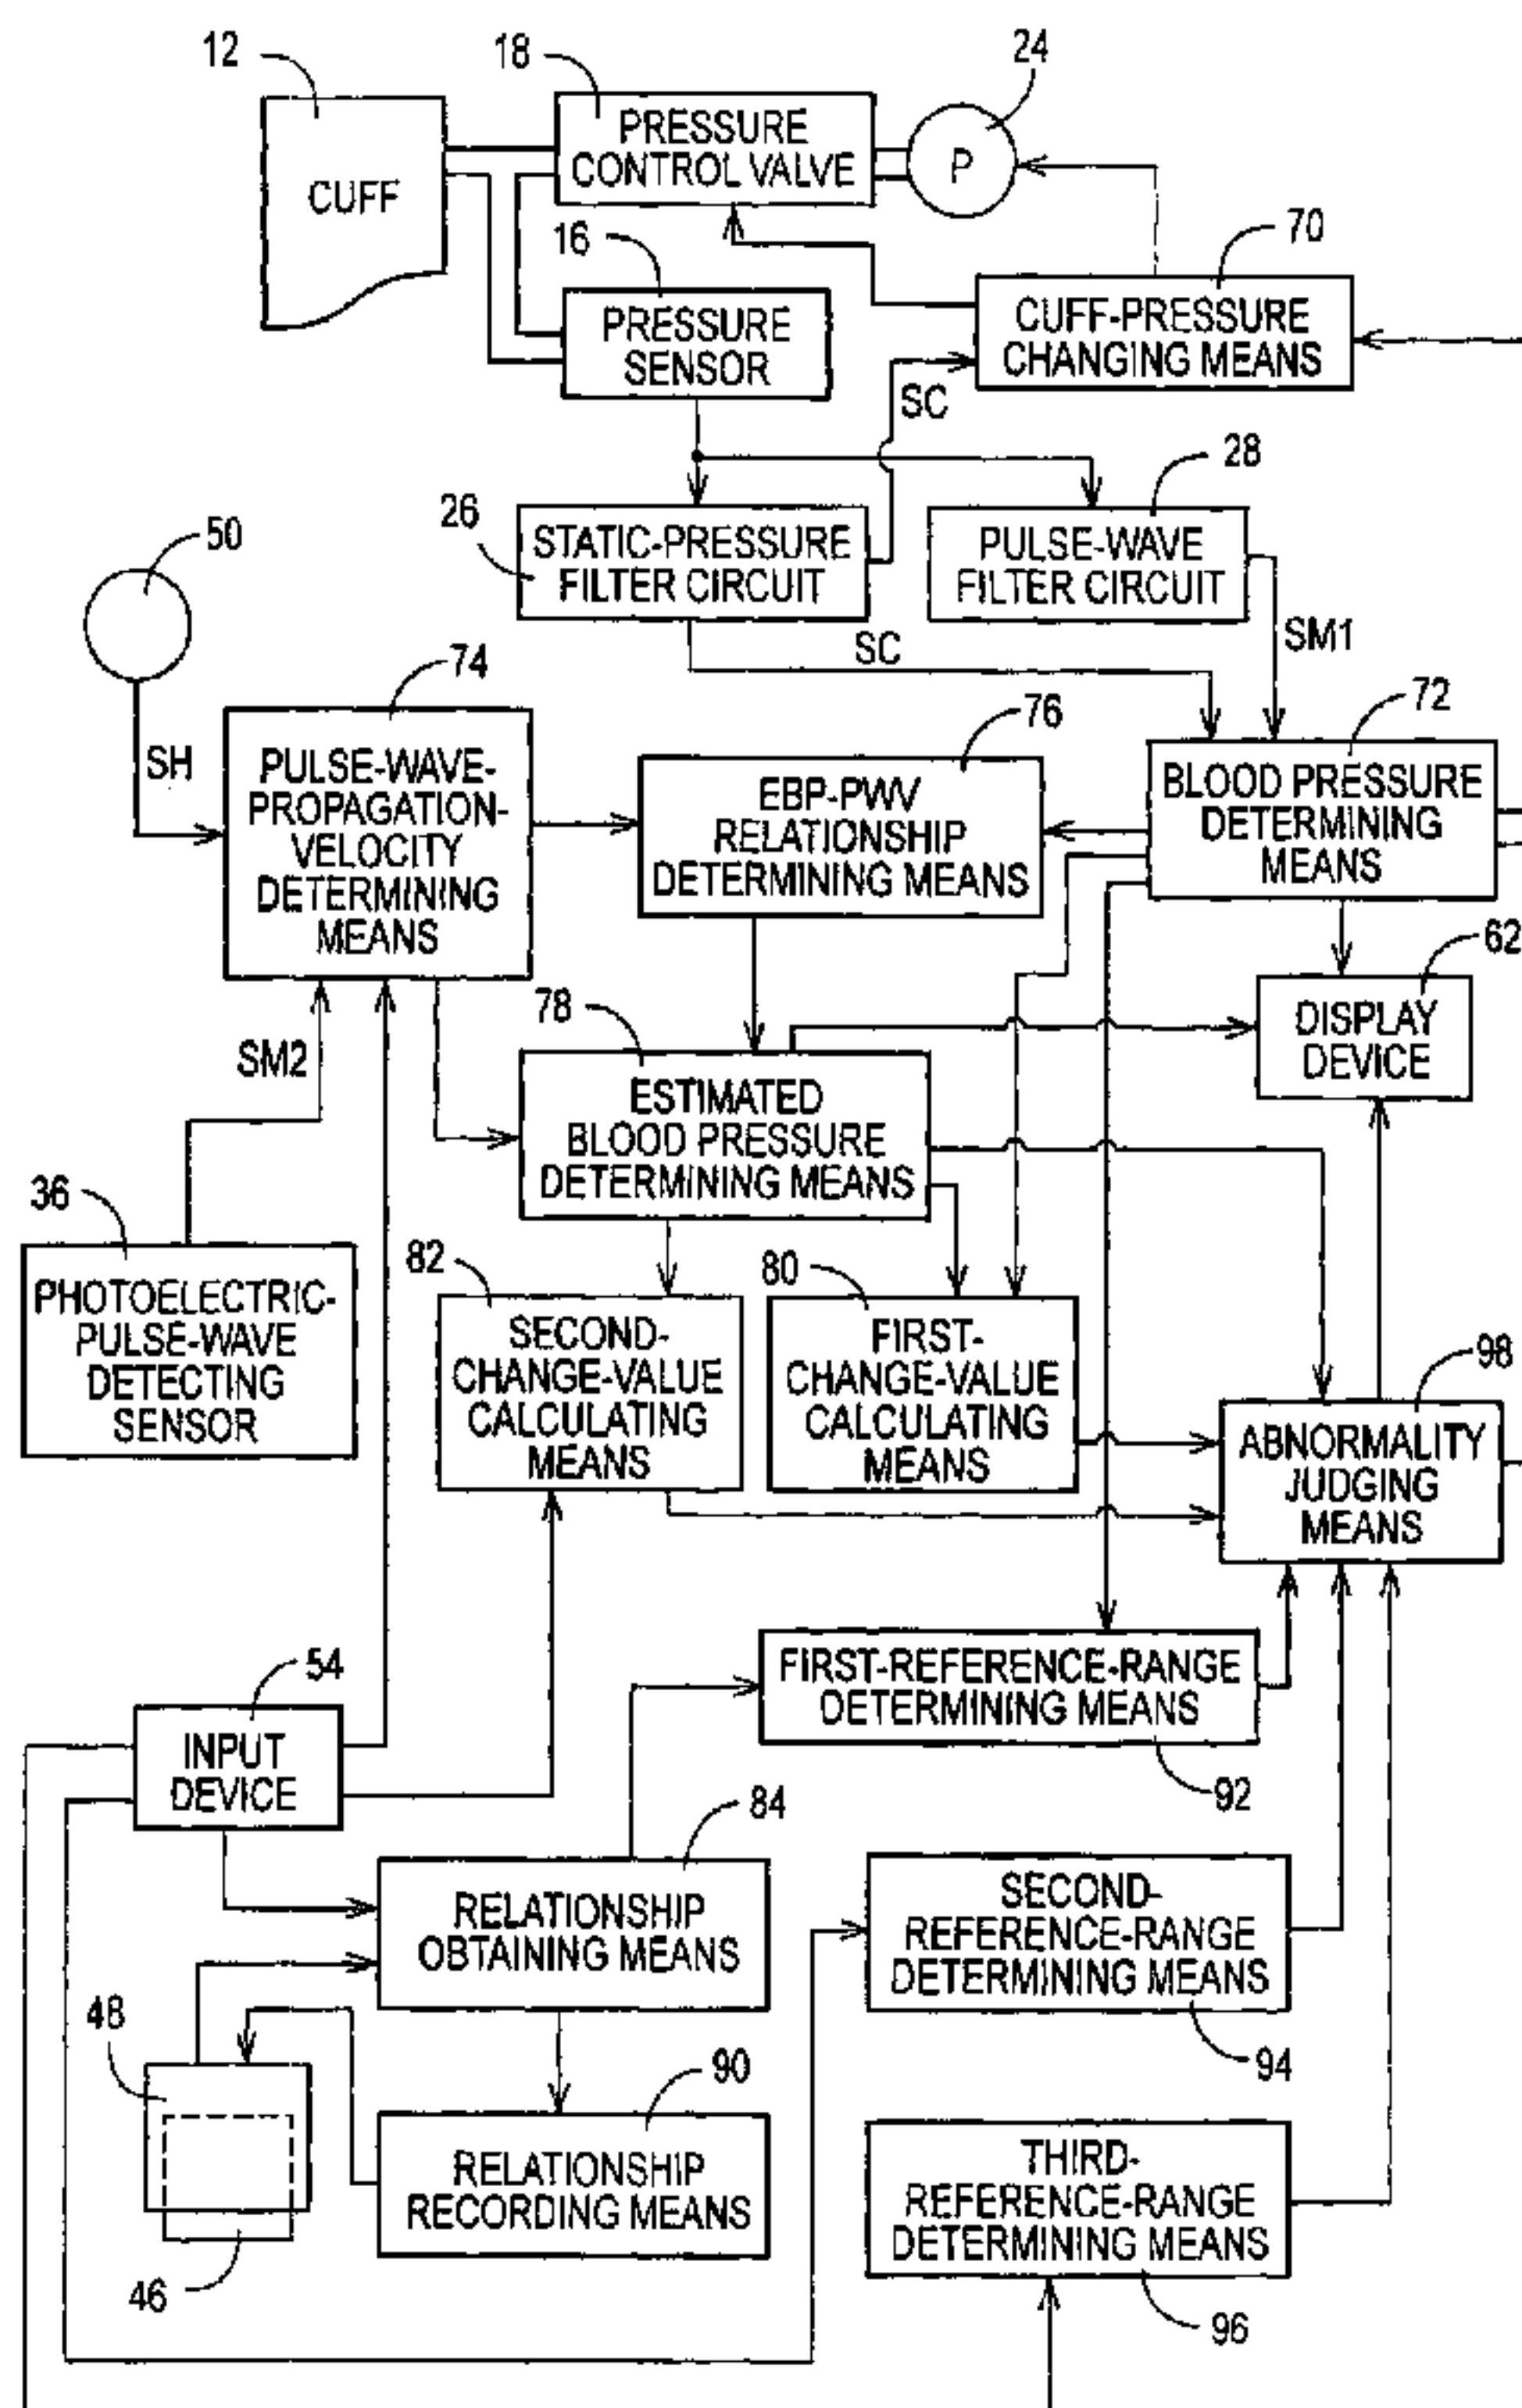 12
18
24
PRESSURE
CONTROL VALVE
P
CUFF
16
70
PRESSURE
SENSOR
CUFF-PRESSURE
CHANGING MEANS
SC
28
26
50
STATIC-PRESSURE
FILTER CIRCUIT
PULSE-WAVE
FILTER CIRCUIT
SC
SM1
74
76
72
SH
PULSE-WAVE-
PROPAGATION-
VELOCITY
DETERMINING
MEANS
EBP-PWV
RELATIONSHIP
DETERMINING MEANS
BLOOD PRESSURE
DETERMINING
MEANS
62
78
DISPLAY
DEVICE
SM2
ESTIMATED
BLOOD PRESSURE
DETERMINING MEANS
36
82
80
PHOTOELECTRIC-
PULSE-WAVE
DETECTING
SENSOR
SECOND-
CHANGE-VALUE
CALCULATING
MEANS
FIRST-
CHANGE-VALUE
CALCULATING
MEANS
98
ABNORMALITY
JUDGING
MEANS
54
FIRST-REFERENCE-RANGE
DETERMINING MEANS
INPUT
DEVICE
92
84
RELATIONSHIP
OBTAINING MEANS
SECOND-
REFERENCE-RANGE
DETERMINING MEANS
48
94
90
RELATIONSHIP
RECORDING MEANS
THIRD-
REFERENCE-RANGE
DETERMINING MEANS
46
96